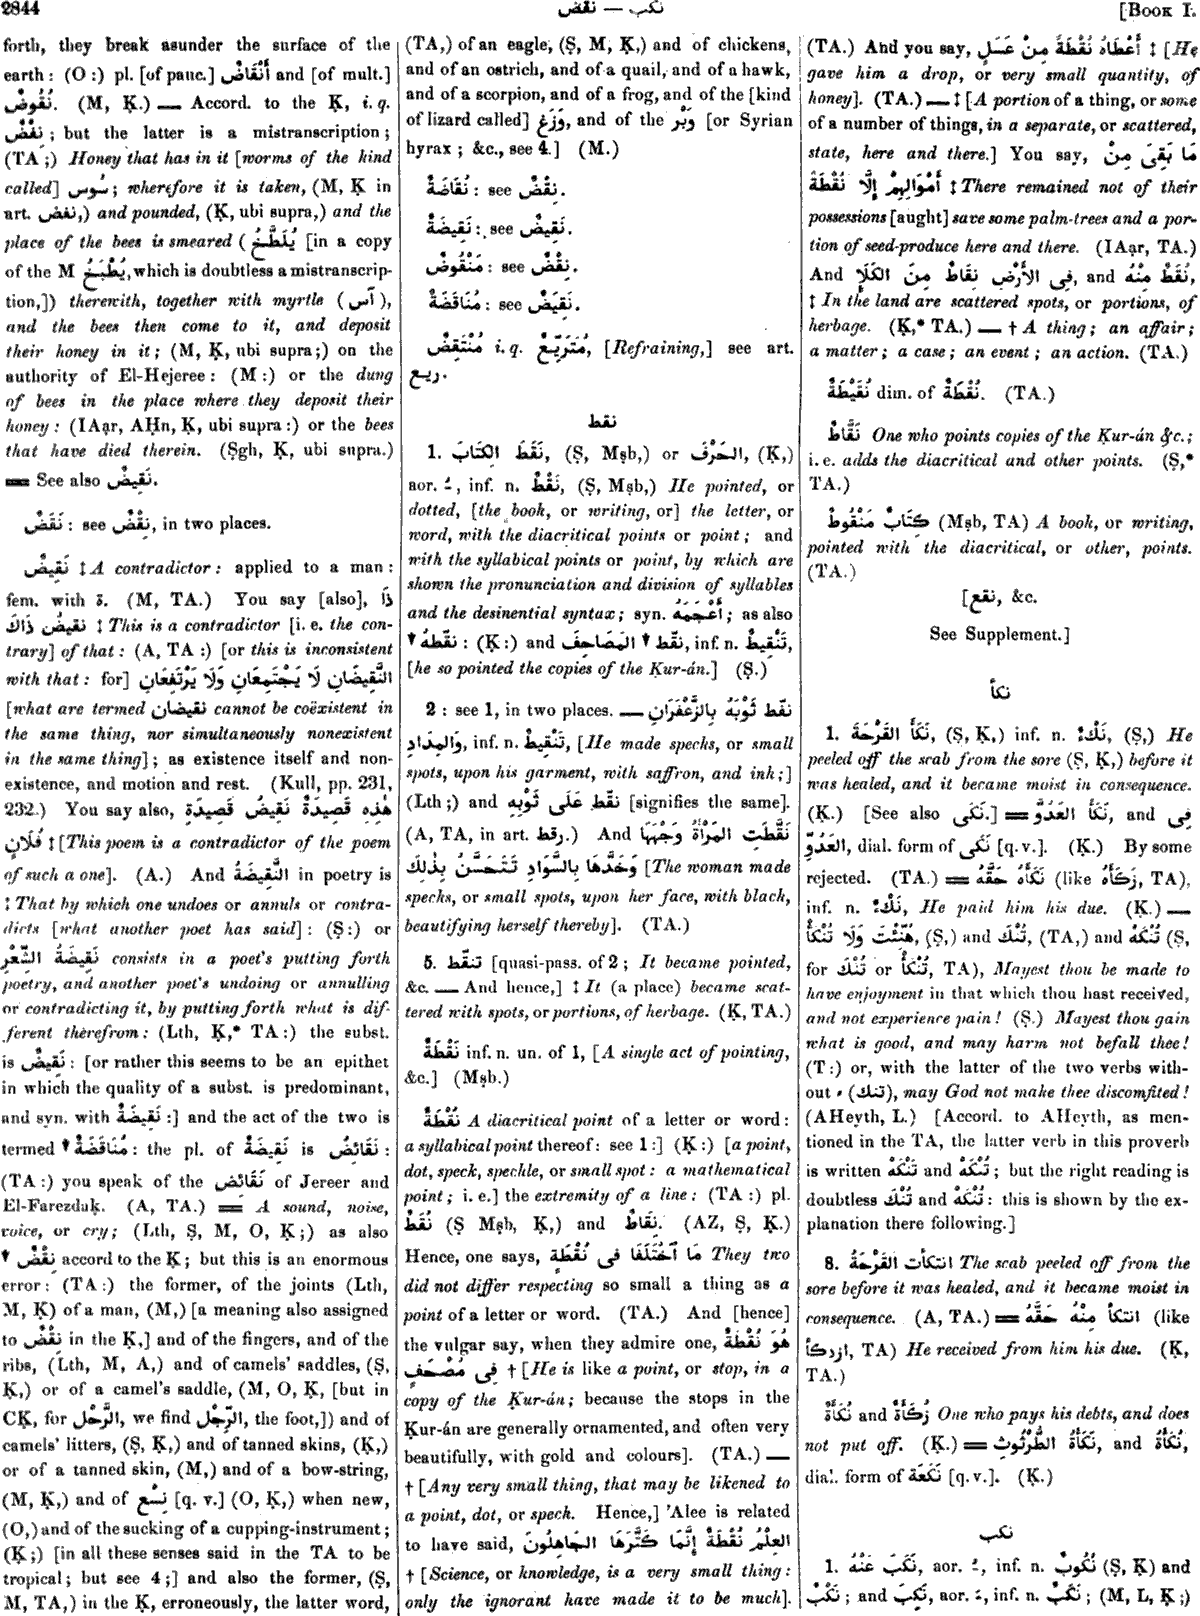 2844
نقض — نكب
[BOOK I.
forth, they break asunder the surface of the
earth : (O :) pl. [of pauc.] أَنْقَاضٌ and [of mult.]
نُقُوضٌ. (M, Ḳ.) — Accord. to the Ḳ, i. q.
نَفْضٌ ; but the latter is a mistranscription ;
(TA ;) Honey that has in it [worms of the kind
called] سُوس ; wherefore it is taken, (M, Ḳ in
art. نفض,) and pounded, (Ḳ, ubi supra,) and the
place of the bees is smeared ( يُلَطَّخُ [in a copy
of the M يُطْبَخُ, which is doubtless a mistranscrip-
tion,]) therewith, together with myrtle ( آس ),
and the bees then come to it, and deposit
their honey in it ; (M, Ḳ, ubi supra ;) on the
authority of El-Hejeree : (M :) or the dung
of bees in the place where they deposit their
honey : (IAạr, AḤn, Ḳ, ubi supra :) or the bees
that have died therein. (Ṣgh, Ḳ, ubi supra.)
═ See also نَقِيضٌ.
نَقَضٌ : see نِقْضٌ, in two places.
نَقِيضٌ ‡ A contradictor : applied to a man :
fem. with ة. (M, TA.) You say [also], ذَا
نَقِيضُ ذَاكَ ‡ This is a contradictor [i. e. the con-
trary] of that : (A, TA :) [or this is inconsistent
with that : for] النَّقِيضَانِ لَا يَجْتَمِعَانِ وَلَا يَرْتَفِعَانِ
[what are termed نقيضان cannot be coëxistent in
the same thing, nor simultaneously nonexistent
in the same thing] ; as existence itself and non-
existence, and motion and rest. (Kull, pp. 231,
232.) You say also, هٰذِهِ قَصِيدَةٌ نَقِيضُ قَصِيدَةِ
فُلَانٍ ‡ [This poem is a contradictor of the poem
of such a one]. (A.) And النَّقِيضَةُ in poetry is
‡ That by which one undoes or annuls or contra-
dicts [what another poet has said] : (Ṣ :) or
نَقِيضَةُ الشِّعْرِ consists in a poet's putting forth
poetry, and another poet's undoing or annulling
or contradicting it, by putting forth what is dif-
ferent therefrom : (Lth, Ḳ,* TA :) the subst.
is نَقِيضٌ : [or rather this seems to be an epithet
in which the quality of a subst. is predominant,
and syn. with نَقِيضَةٌ :] and the act of the two is
termed ▼ مُنَاقَضَةٌ : the pl. of نَقِيضَةٌ is نَقَائِضُ :
(TA :) you speak of the نَقَائِض of Jereer and
El-Farezdaḳ. (A, TA.) ═ A sound, noise,
voice, or cry ; (Lth, Ṣ, M, O, Ḳ ;) as also
▼ نِقْضٌ accord to the Ḳ ; but this is an enormous
error : (TA :) the former, of the joints (Lth,
M, Ḳ) of a man, (M,) [a meaning also assigned
to نِقْضٌ in the Ḳ,] and of the fingers, and of the
ribs, (Lth, M, A,) and of camels' saddles, (Ṣ,
Ḳ,) or of a camel's saddle, (M, O, Ḳ, [but in
CḲ, for الرَّحْل, we find الرِّجْل, the foot,]) and of
camels' litters, (Ṣ, Ḳ,) and of tanned skins, (Ḳ,)
or of a tanned skin, (M,) and of a bow-string,
(M, Ḳ,) and of نِسْع [q. v.] (O, Ḳ,) when new,
(O,) and of the sucking of a cupping-instrument ;
(Ḳ ;) [in all these senses said in the TA to be
tropical ; but see 4 ;] and also the former, (Ṣ,
M, TA,) in the Ḳ, erroneously, the latter word,
(TA,) of an eagle, (Ṣ, M, Ḳ,) and of chickens,
and of an ostrich, and of a quail, and of a hawk,
and of a scorpion, and of a frog, and of the [kind
of lizard called] وَزَغ, and of the وَبْر [or Syrian
hyrax ; &c., see 4.] (M.)
نُقَاضَةٌ : see نِقْضٌ.
نَقِيضَةٌ : see نَقِيضٌ.
مَنْقُوضٌ : see نِقْضٌ.
مُنَاقَضَةٌ : see نَقِيضٌ.
مُنْتَقِضٌ i. q. مُتَرَيِّعٌ, [Refraining,] see art.
ريع.
نقط
1. نَقَطَ الكِتَابَ, (Ṣ, Mṣb,) or الحَرْفَ, (Ḳ,)
aor. ـُ , inf. n. نَقْطٌ, (Ṣ, Mṣb,) He pointed, or
dotted, [the book, or writing, or] the letter, or
word, with the diacritical points or point ; and
with the syllabical points or point, by which are
shown the pronunciation and division of syllables
and the desinential syntax ; syn. أَعْجَمَهُ ; as also
▼ نقّطهُ : (Ḳ :) and نقّط ▼ المَصَاحِفَ, inf. n. تَنْقِيطٌ,
[he so pointed the copies of the Ḳur-án.] (Ṣ.)
2 : see 1, in two places. — نقّط ثَوْبَهُ بِالزَّعْفَرَانِ
وَالمِدَادِ, inf. n. تَنْقِيطٌ, [He made specks, or small
spots, upon his garment, with saffron, and ink ;]
(Lth ;) and نقّط عَلَى ثَوْبِهِ [signifies the same].
(A, TA, in art. رقط.) And نَقَّطَتِ المَرْأَةُ وَجْهَهَا
وَخَدَّهَا بِالسَّوَادِ تَتَحَسَّنُ بِذٰلِكَ [The woman made
specks, or small spots, upon her face, with black,
beautifying herself thereby]. (TA.)
5. تنقّط [quasi-pass. of 2 ; It became pointed,
&c. — And hence,] ‡ It (a place) became scat-
tered with spots, or portions, of herbage. (Ḳ, TA.)
نَقْطَةٌ inf. n. un. of 1, [A single act of pointing,
&c.] (Mṣb.)
نُقْطَةٌ A diacritical point of a letter or word :
a syllabical point thereof : see 1 :] (Ḳ :) [a point,
dot, speck, speckle, or small spot : a mathematical
point ; i. e.] the extremity of a line : (TA :) pl.
نُقَطٌ (Ṣ Mṣb, Ḳ,) and نِقَاطٌ. (AZ, Ṣ, Ḳ.)
Hence, one says, مَا ٱخْتَلَفَا فِى نُقْطَةٍ They two
did not differ respecting so small a thing as a
point of a letter or word. (TA.) And [hence]
the vulgar say, when they admire one, هُوَ نُقْطَةٌ
فِى مُصْحَفٍ † [He is like a point, or stop, in a
copy of the Ḳur-án ; because the stops in the
Ḳur-án are generally ornamented, and often very
beautifully, with gold and colours]. (TA.) —
† [Any very small thing, that may be likened to
a point, dot, or speck. Hence,] 'Alee is related
to have said, العِلْمُ نُقْطَةٌ إِنَّمَا كَثَّرَهَا الجَاهِلُونَ
† [Science, or knowledge, is a very small thing :
only the ignorant have made it to be much].
(TA.) And you say, أَعْطَاهُ نُقْطَةً مِنْ عَسَلٍ ‡ [He
gave him a drop, or very small quantity, of
honey]. (TA.) — ‡ [A portion of a thing, or some
of a number of things, in a separate, or scattered,
state, here and there.] You say, مَا بَقِىَ مِنْ
أَمْوَالِهِمْ إِلَّا نُقْطَةٌ ‡ There remained not of their
possessions [aught] save some palm-trees and a por-
tion of seed-produce here and there. (IAạr, TA.)
And فِى الأَرْضِ نِقَاطٌ مِنَ الكَلَإِ, and نُقَطٌ مِنْهُ,
‡ In the land are scattered spots, or portions, of
herbage. (Ḳ,* TA.) — † A thing ; an affair ;
a matter ; a case ; an event ; an action. (TA.)
نُقَيْطَةٌ dim. of نُقْطَةٌ. (TA.)
نَقَّاطٌ One who points copies of the Ḳur-án &c. ;
i. e. adds the diacritical and other points. (Ṣ,*
TA.)
كِتَابٌ مَنْقُوطٌ (Mṣb, TA) A book, or writing,
pointed with the diacritical, or other, points.
(TA.)
[نقع, &c.
See Supplement.]
نكأ
1. نَكَأَ القَرْحَةَ, (Ṣ, Ḳ,) inf. n. نَكْءٌ, (Ṣ,) He
peeled off the scab from the sore (Ṣ, Ḳ,) before it
was healed, and it became moist in consequence.
(Ḳ.) [See also نَكَى.] ═ نَكَأَ العَدُوَّ, and فِى
العَدُوِّ, dial. form of نَكَى [q. v.]. (Ḳ.) By some
rejected. (TA.) ═ نَكَأَهُ حَقَّهُ (like زَكَأَهُ, TA),
inf. n. نَكْءٌ, He paid him his due. (Ḳ.) —
هُنِّئْتَ وَلَا تُنْكَأْ, (Ṣ,) and تُنْكَ, (TA,) and تُنْكَهْ (Ṣ,
for تُنْكَ or تُنْكَأْ, TA), Mayest thou be made to
have enjoyment in that which thou hast received,
and not experience pain ! (Ṣ.) Mayest thou gain
what is good, and may harm not befall thee !
(T :) or, with the latter of the two verbs with-
out ء (تنك), may God not make thee discomfited !
(AHeyth, L.) [Accord. to AHeyth, as men-
tioned in the TA, the latter verb in this proverb
is written تُنْكَهْ and تُنْكَهُ ; but the right reading is
doubtless تُنْكَ and تُنْكَهْ : this is shown by the ex-
planation there following.]
8. انتكأت القَرْحَةُ The scab peeled off from the
sore before it was healed, and it became moist in
consequence. (A, TA.) ═ انتكأ مِنْهُ حَقَّهُ (like
ازدكأ, TA) He received from him his due. (Ḳ,
TA.)
نُكَأَةٌ and زُكَأَةٌ One who pays his debts, and does
not put off. (Ḳ.) ═ نَكَأَةُ الطُّرْثُوثِ, and نُكَأَةٌ,
dial. form of نَكَعَة [q. v.]. (Ḳ.)
نكب
1. نَكَبَ عَنْهُ, aor. ـُ , inf. n. نُكُوبٌ (Ṣ, Ḳ) and
نَكْبٌ ; and نَكِبَ, aor. ـَ , inf. n. نَكَبٌ ; (M, L, Ḳ ;)